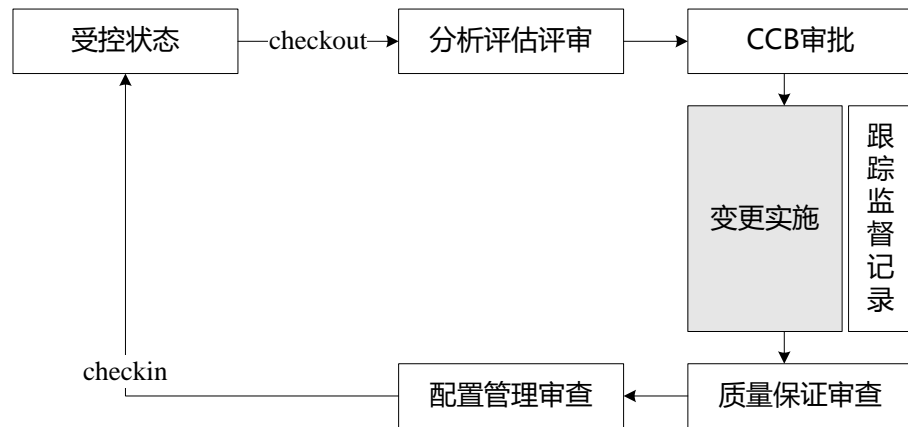 受控状态
checkout
分析评估评审
CCB审批
变更实施
跟踪监督记录
质量保证审查
配置管理审查
checkin